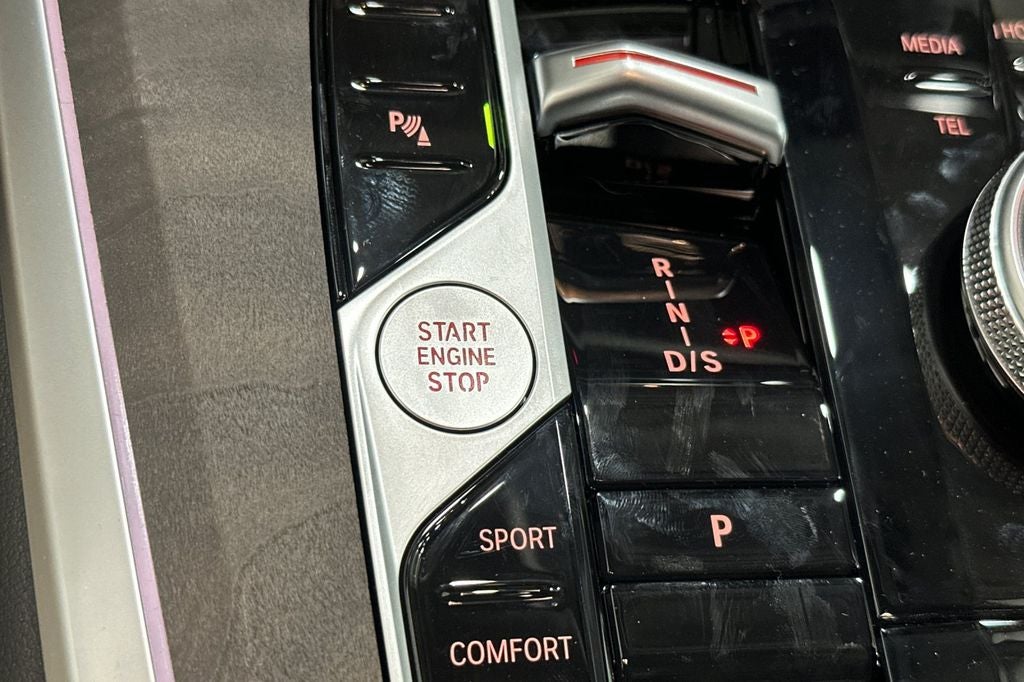 MEDIA
TEL
P
R
I
N
I
D/S
P
START
ENGINE
STOP
P
SPORT
COMFORT